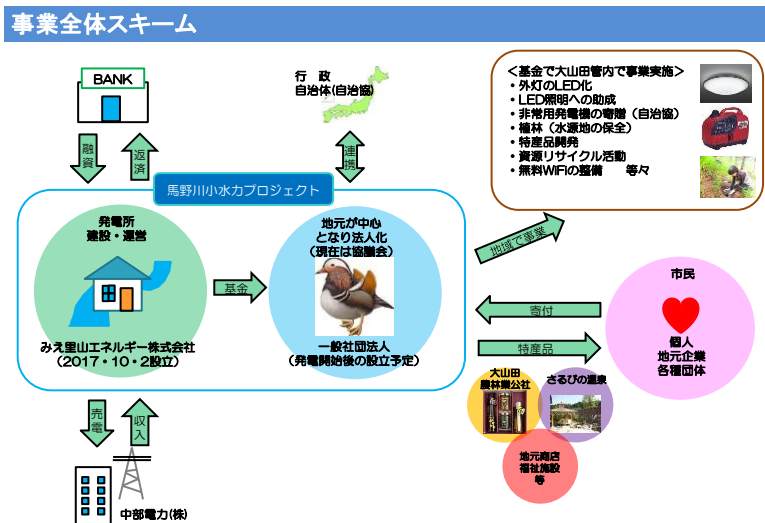 事業全体スキーム
BANK
行　政
自治体(自治協)
融資
返済
連携
＜基金で大山田管内で事業実施＞
・外灯のLED化
・LED照明への助成
・非常用発電機の寄贈（自治協）
・植林（水源地の保全）
・特産品開発
・資源リサイクル活動
・無料WiFiの整備　　等々
馬野川小水力プロジェクト
発電所
建設・運営
みえ里山エネルギー株式会社
（2017・10・2設立）
基金
地元が中心
となり法人化
（現在は協議会）
一般社団法人
（発電開始後の設立予定）
地域で事業
寄付
特産品
市民
個人
地元企業
各種団体
大山田
農林業公社
さるびの温泉
地元商店
福祉施設
等
売電
収入
中部電力(株)